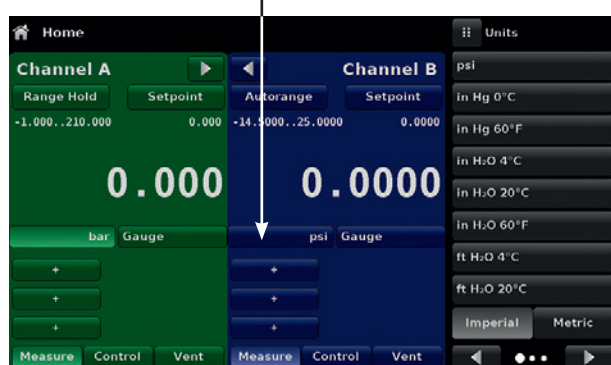 Home
Channel A
Range Hold Setpoint
-1.000..210.000 0.000
0.000
bar Gauge
+
+
+
Measure Control Vent
Channel B
Autorange Setpoint
-14.5000..25.0000 0.0000
0.0000
psi Gauge
+
+
+
Measure Control Vent
Units
psi
in Hg 0°C
in Hg 60°F
in H₂O 4°C
in H₂O 20°C
in H₂O 60°F
ft H₂O 4°C
ft H₂O 20°C
Imperial Metric